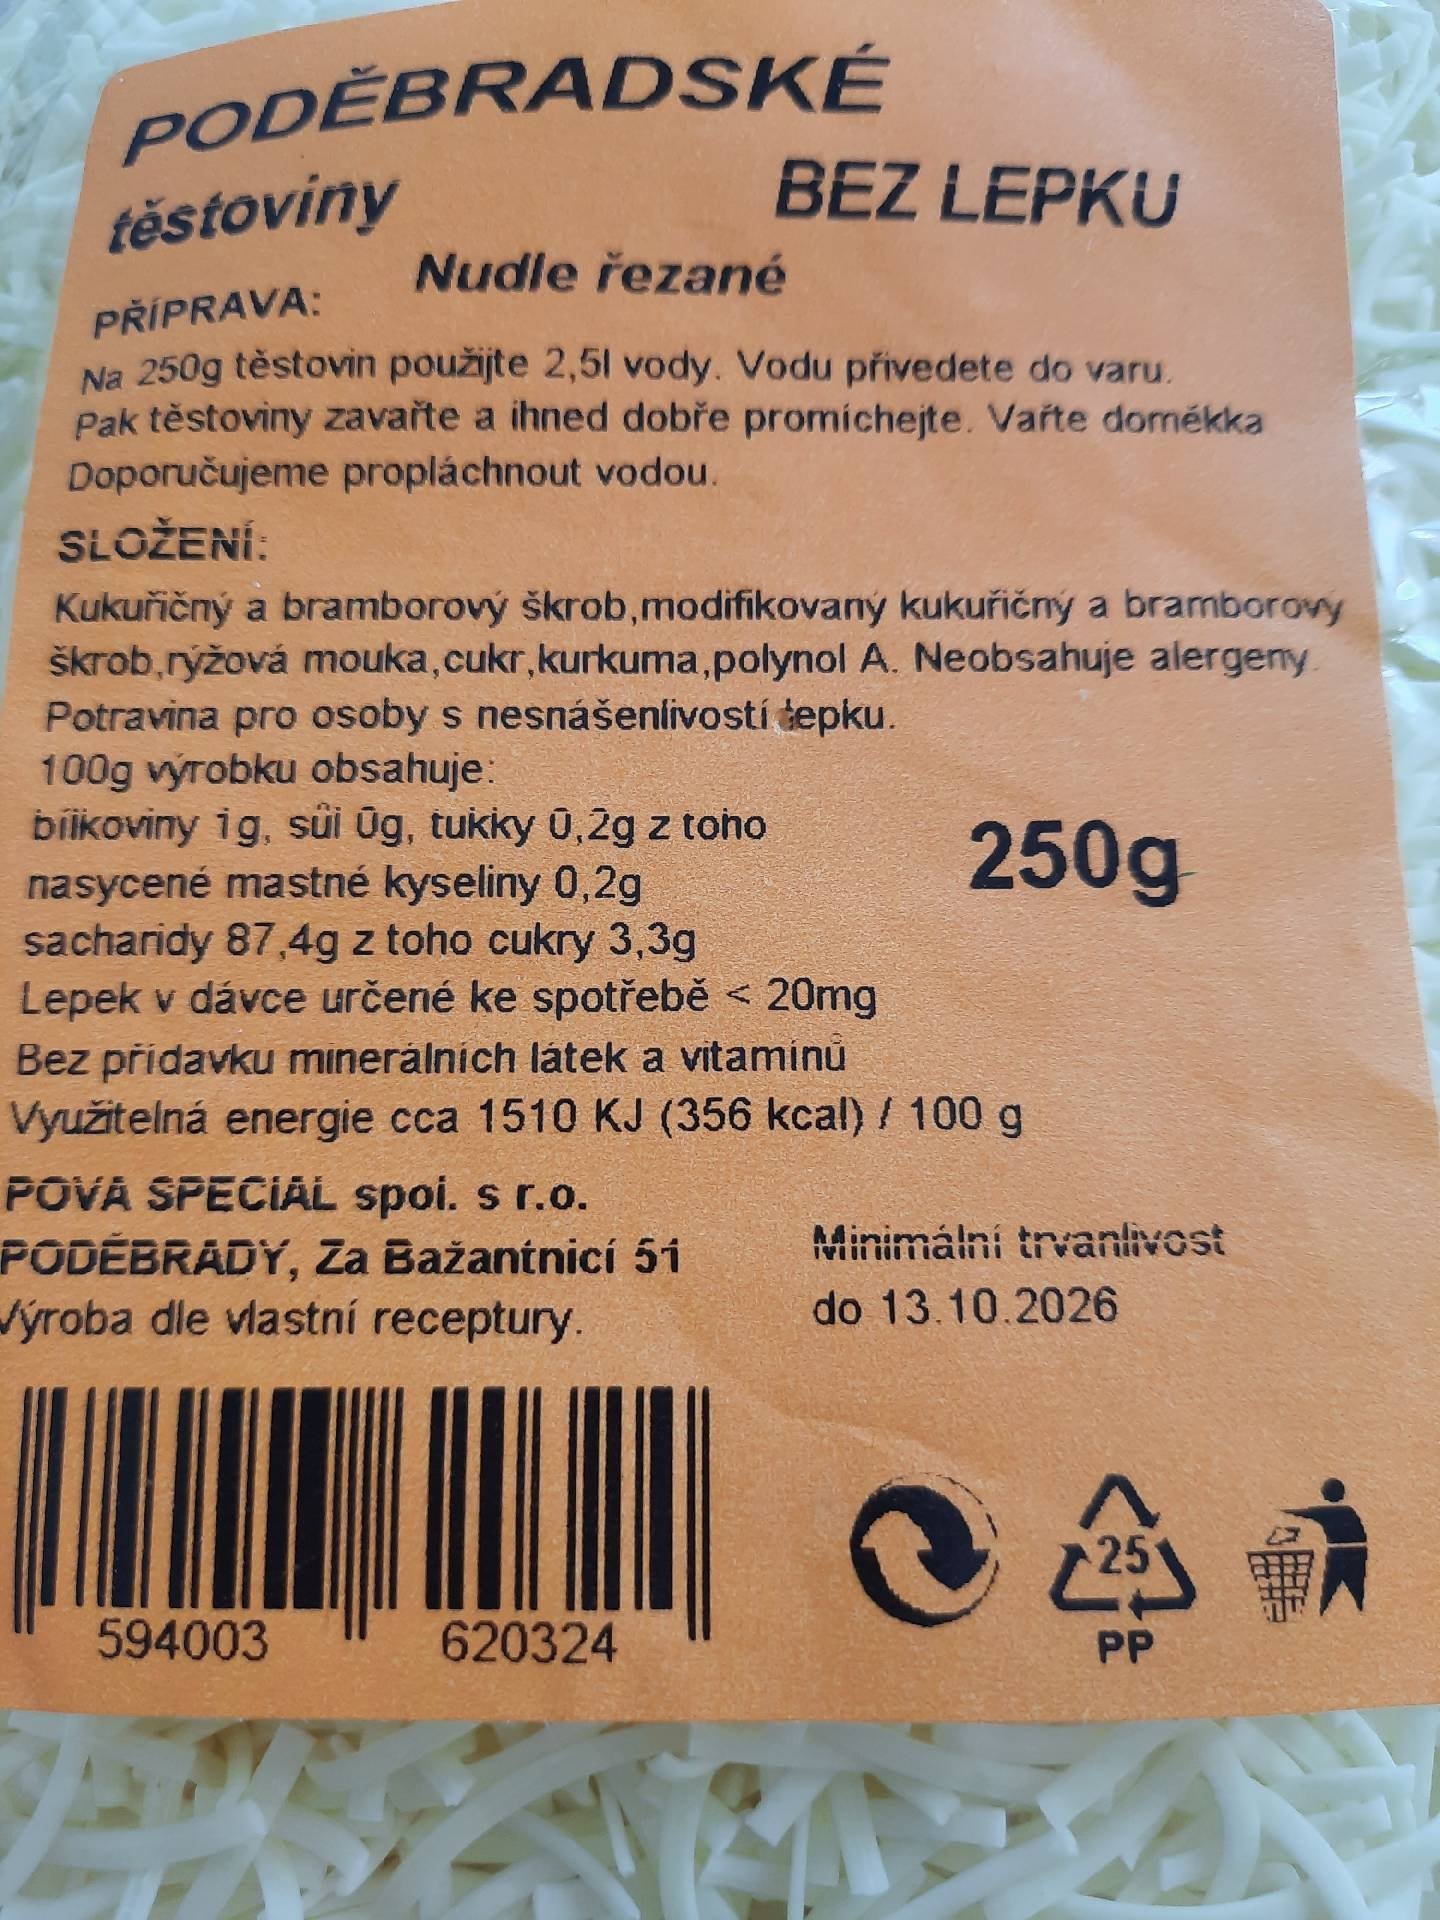 PODĚBRADSKÉ
těstoviny
BEZ LEPKU
Nudle řezané
PŘÍPRAVA:
Na 250g těstovin použijte 2,5l vody. Vodu přivedete do varu.
Pak těstoviny zavařte a ihned dobře promíchejte. Vařte doměkka
Doporučujeme propláchnout vodou.
SLOŽENÍ:
Kukuřičný a bramborový škrob,modifikovaný kukuřičný a bramborový
škrob,rýžová mouka,cukr,kurkuma,polynol A. Neobsahuje alergeny.
Potravina pro osoby s nesnášenlivostí lepku.
100g výrobku obsahuje:
bílkoviny 1g, sůl 0g, tukky 0,2g z toho
nasycené mastné kyseliny 0,2g
250g
sacharidy 87,4g z toho cukry 3,3g
Lepek v dávce určené ke spotřebě < 20mg
Bez přídavku minerálních látek a vitamínů
Využitelná energie cca 1510 KJ (356 kcal) / 100 g
POVA SPECIAL spol. s r.o.
PODĚBRADY, Za Bažantnicí 51
Výroba dle vlastní receptury.
Minimální trvanlivost
do 13.10.2026
594003 620324
25
PP